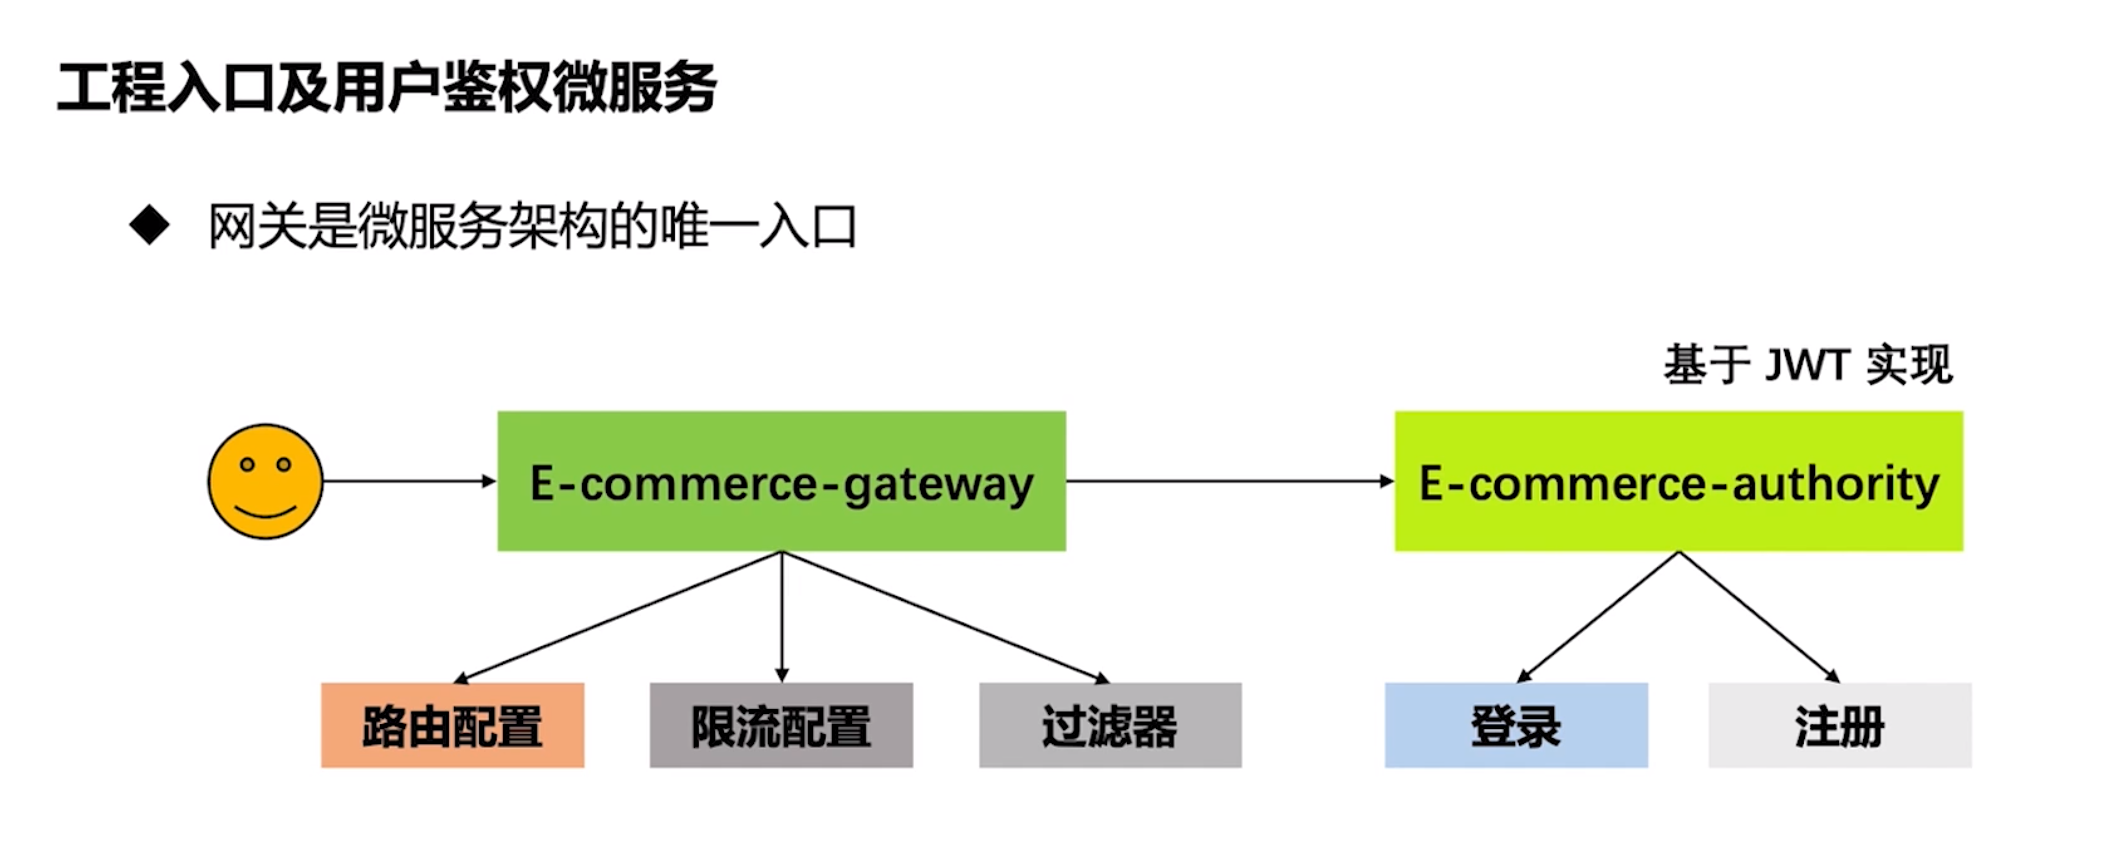 工程入口及用户鉴权微服务
网关是微服务架构的唯一入口
基于 JWT 实现
E-commerce-gateway
E-commerce-authority
路由配置
限流配置
过滤器
登录
注册